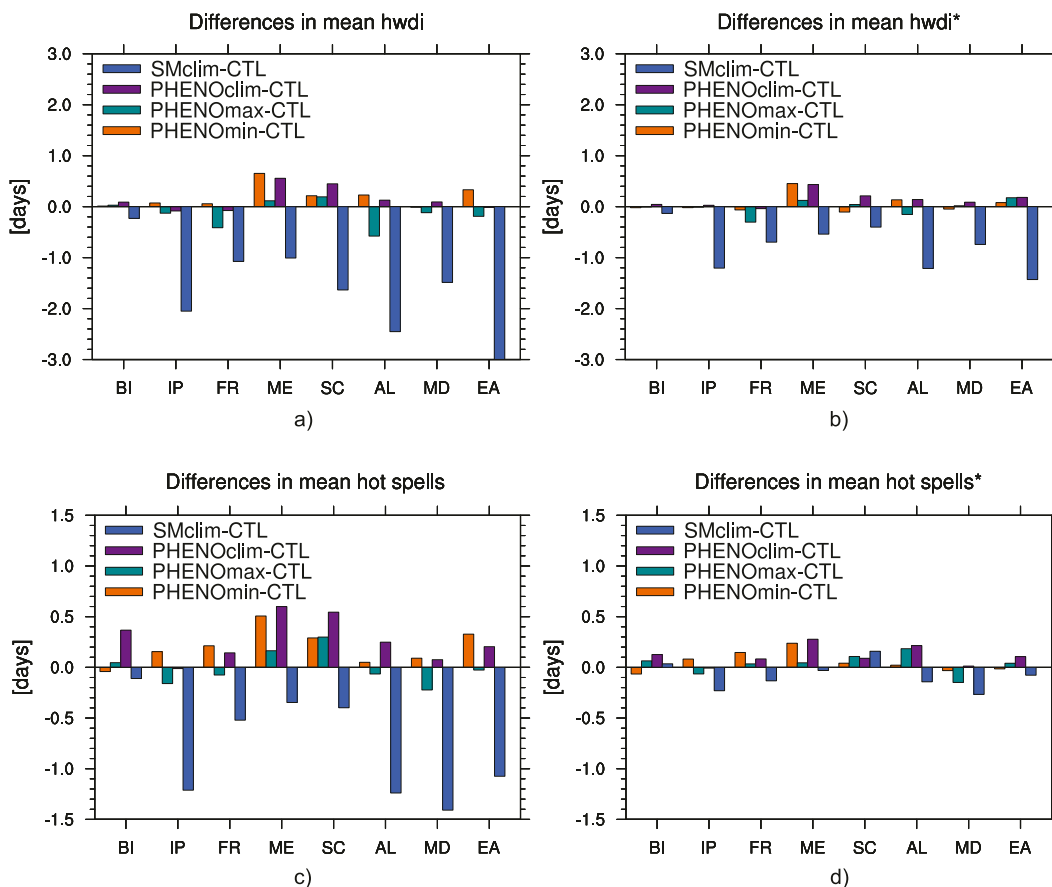 Differences in mean hwdi
3.0
2.0
1.0
0.0
-1.0
-2.0
-3.0
[days]
SMclim-CTL
PHENOclim-CTL
PHENOmax-CTL
PHENOmin-CTL
BI IP FR ME SC AL MD EA
a)
Differences in mean hwdi*
3.0
2.0
1.0
0.0
-1.0
-2.0
-3.0
[days]
SMclim-CTL
PHENOclim-CTL
PHENOmax-CTL
PHENOmin-CTL
BI IP FR ME SC AL MD EA
b)
Differences in mean hot spells
1.5
1.0
0.5
0.0
-0.5
-1.0
-1.5
[days]
SMclim-CTL
PHENOclim-CTL
PHENOmax-CTL
PHENOmin-CTL
BI IP FR ME SC AL MD EA
c)
Differences in mean hot spells*
1.5
1.0
0.5
0.0
-0.5
-1.0
-1.5
[days]
SMclim-CTL
PHENOclim-CTL
PHENOmax-CTL
PHENOmin-CTL
BI IP FR ME SC AL MD EA
d)